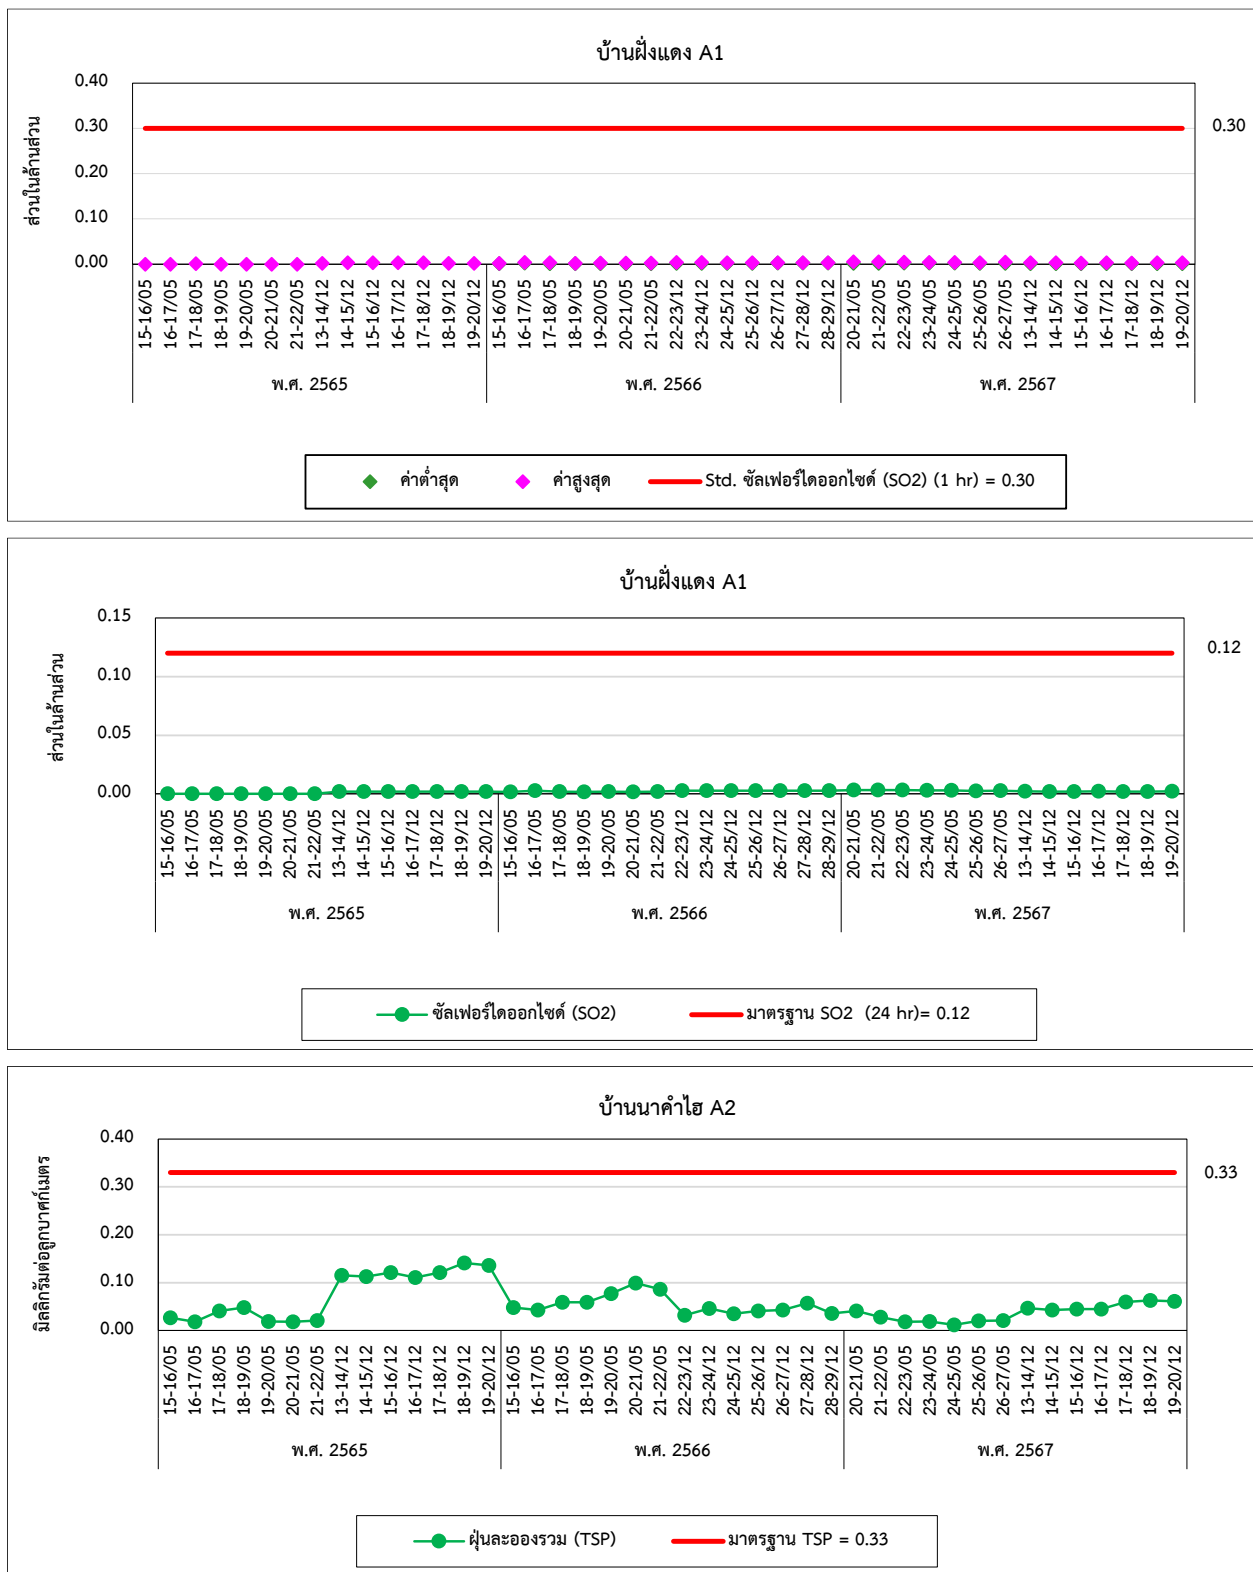 บ้านฝั่งแดง A1
ส่วนในล้านส่วน
0.40
0.30
0.20
0.10
0.00
0.30
15-16/05 16-17/05 17-18/05 18-19/05 19-20/05 20-21/05 21-22/05 13-14/12 14-15/12 15-16/12 16-17/12 17-18/12 18-19/12 19-20/12 15-16/05 16-17/05 17-18/05 18-19/05 19-20/05 20-21/05 21-22/05 22-23/12 23-24/12 24-25/12 25-26/12 26-27/12 27-28/12 28-29/12 20-21/05 21-22/05 22-23/05 23-24/05 24-25/05 25-26/05 26-27/05 13-14/12 14-15/12 15-16/12 16-17/12 17-18/12 18-19/12 19-20/12
พ.ศ. 2565 พ.ศ. 2566 พ.ศ. 2567
ค่าต่ำสุด ค่าสูงสุด Std. ซัลเฟอร์ไดออกไซด์ (SO2) (1 hr) = 0.30
บ้านฝั่งแดง A1
ส่วนในล้านส่วน
0.15
0.10
0.05
0.00
0.12
15-16/05 16-17/05 17-18/05 18-19/05 19-20/05 20-21/05 21-22/05 13-14/12 14-15/12 15-16/12 16-17/12 17-18/12 18-19/12 19-20/12 15-16/05 16-17/05 17-18/05 18-19/05 19-20/05 20-21/05 21-22/05 22-23/12 23-24/12 24-25/12 25-26/12 26-27/12 27-28/12 28-29/12 20-21/05 21-22/05 22-23/05 23-24/05 24-25/05 25-26/05 26-27/05 13-14/12 14-15/12 15-16/12 16-17/12 17-18/12 18-19/12 19-20/12
พ.ศ. 2565 พ.ศ. 2566 พ.ศ. 2567
ซัลเฟอร์ไดออกไซด์ (SO2) มาตรฐาน SO2 (24 hr)= 0.12
บ้านนาคำไฮ A2
มิลลิกรัมต่อลูกบาศก์เมตร
0.40
0.30
0.20
0.10
0.00
0.33
15-16/05 16-17/05 17-18/05 18-19/05 19-20/05 20-21/05 21-22/05 13-14/12 14-15/12 15-16/12 16-17/12 17-18/12 18-19/12 19-20/12 15-16/05 16-17/05 17-18/05 18-19/05 19-20/05 20-21/05 21-22/05 22-23/12 23-24/12 24-25/12 25-26/12 26-27/12 27-28/12 28-29/12 20-21/05 21-22/05 22-23/05 23-24/05 24-25/05 25-26/05 26-27/05 13-14/12 14-15/12 15-16/12 16-17/12 17-18/12 18-19/12 19-20/12
พ.ศ. 2565 พ.ศ. 2566 พ.ศ. 2567
ฝุ่นละอองรวม (TSP) มาตรฐาน TSP = 0.33